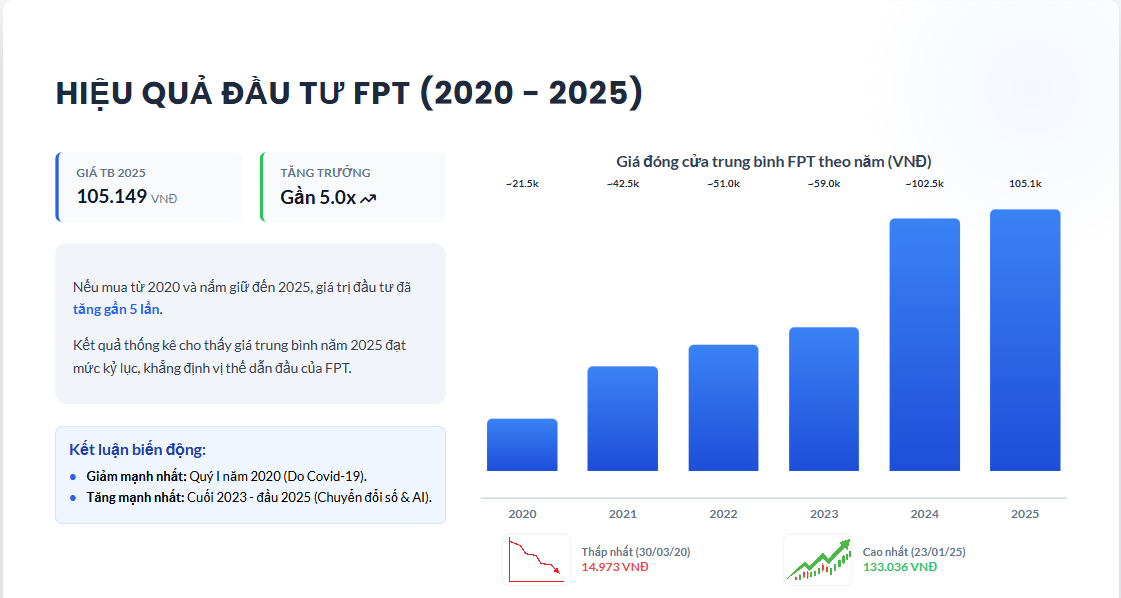 HIỆU QUẢ ĐẦU TƯ FPT (2020 - 2025)
GIÁ TB 2025
105.149 VNĐ
TĂNG TRƯỞNG
Gần 5.0x
Nếu mua từ 2020 và nắm giữ đến 2025, giá trị đầu tư đã
tăng gần 5 lần.
Kết quả thống kê cho thấy giá trung bình năm 2025 đạt
mức kỷ lục, khẳng định vị thế dẫn đầu của FPT.
Kết luận biến động:
Giảm mạnh nhất: Quý I năm 2020 (Do Covid-19).
Tăng mạnh nhất: Cuối 2023 - đầu 2025 (Chuyển đổi số & AI).
Giá đóng cửa trung bình FPT theo năm (VNĐ)
~21.5k ~42.5k ~51.0k ~59.0k ~102.5k 105.1k
2020 2021 2022 2023 2024 2025
Thấp nhất (30/03/20)
14.973 VNĐ
Cao nhất (23/01/25)
133.036 VNĐ